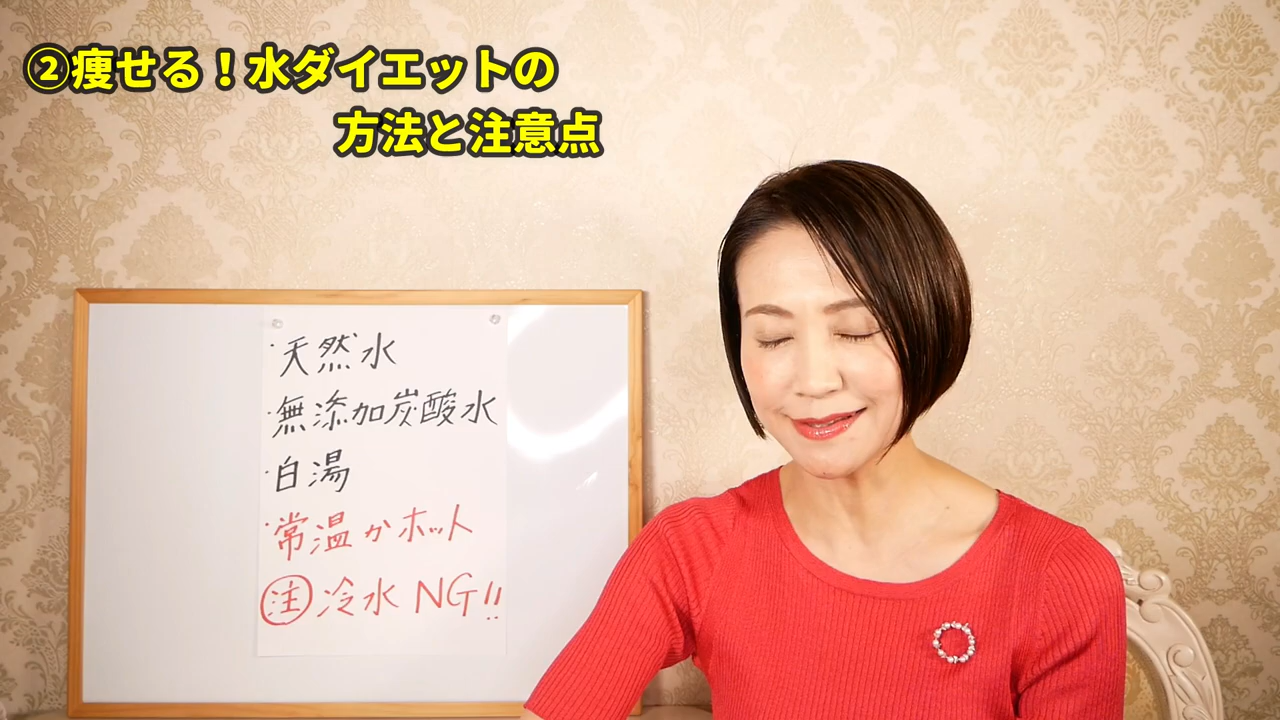 ②痩せる！水ダイエットの
方法と注意点
・天然水
・無添加炭酸水
・白湯
・常温かホット
㊟冷水NG!!